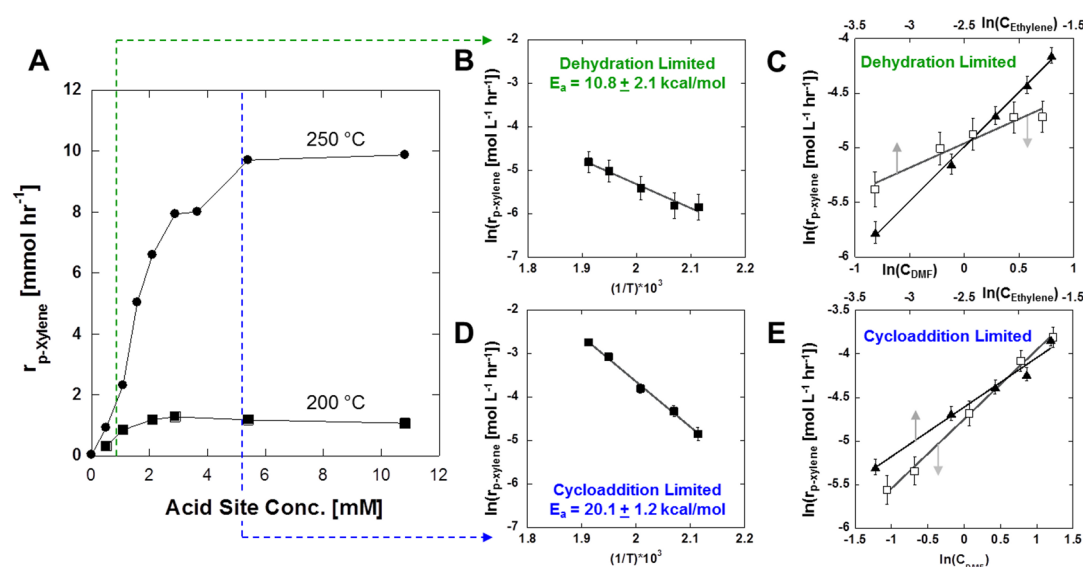 A
r p-Xylene [mmol hr-1]
12
10
8
6
4
2
0
250 °C
200 °C
0 2 4 6 8 10 12
Acid Site Conc. [mM]
B
ln(r p-xylene [mol L-1 hr-1])
-2
-3
-4
-5
-6
-7
Dehydration Limited
Ea = 10.8 ± 2.1 kcal/mol
1.8 1.9 2 2.1 2.2
(1/T)*10³
C
ln(C Ethylene)
-3.5 -3 -2.5 -1.5
ln(r p-xylene [mol L-1 hr-1])
-4
-4.5
-5
-5.5
-6
Dehydration Limited
-1 -0.5 0 0.5 1
ln(C DMF)
D
ln(r p-xylene [mol L-1 hr-1])
-2
-3
-4
-5
-6
-7
Cycloaddition Limited
Ea = 20.1 ± 1.2 kcal/mol
1.8 1.9 2 2.1 2.2
(1/T)*10³
E
-3.5 -3 -2.5 -1.5
ln(C Ethylene)
ln(r p-xylene [mol L-1 hr-1])
-3.5
-4
-4.5
-5
-5.5
-6
Cycloaddition Limited
-1.5 -1 -0.5 0 0.5 1 1.5
ln(C DMF)